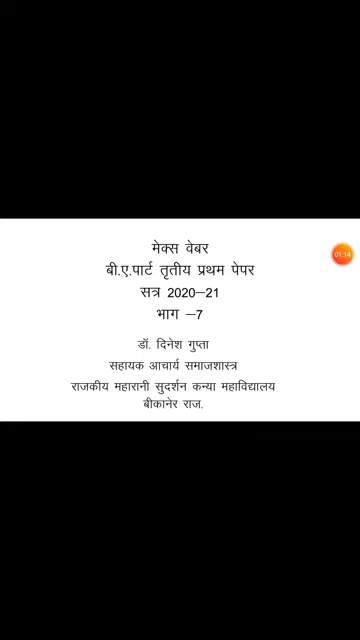 मेक्स वेबर
बी.ए.पार्ट तृतीय प्रथम पेपर
सत्र 2020–21
भाग –7
01:14
डॉ. दिनेश गुप्ता
सहायक आचार्य समाजशास्त्र
राजकीय महारानी सुदर्शन कन्या महाविद्यालय
बीकानेर राज.